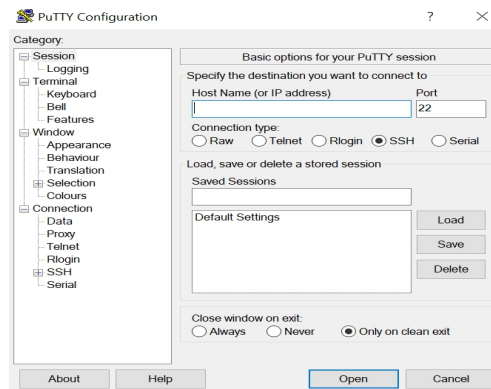 PuTTY Configuration
?
Category:
Session
Logging
Terminal
Keyboard
Bell
Features
Window
Appearance
Behaviour
Translation
Selection
Colours
Connection
Data
Proxy
Telnet
Rlogin
SSH
Serial
Basic options for your PuTTY session
Specify the destination you want to connect to
Host Name (or IP address) Port
22
Connection type:
Raw Telnet Rlogin SSH Serial
Load, save or delete a stored session
Saved Sessions
Default Settings
Load
Save
Delete
Close window on exit:
Always Never Only on clean exit
About Help Open Cancel